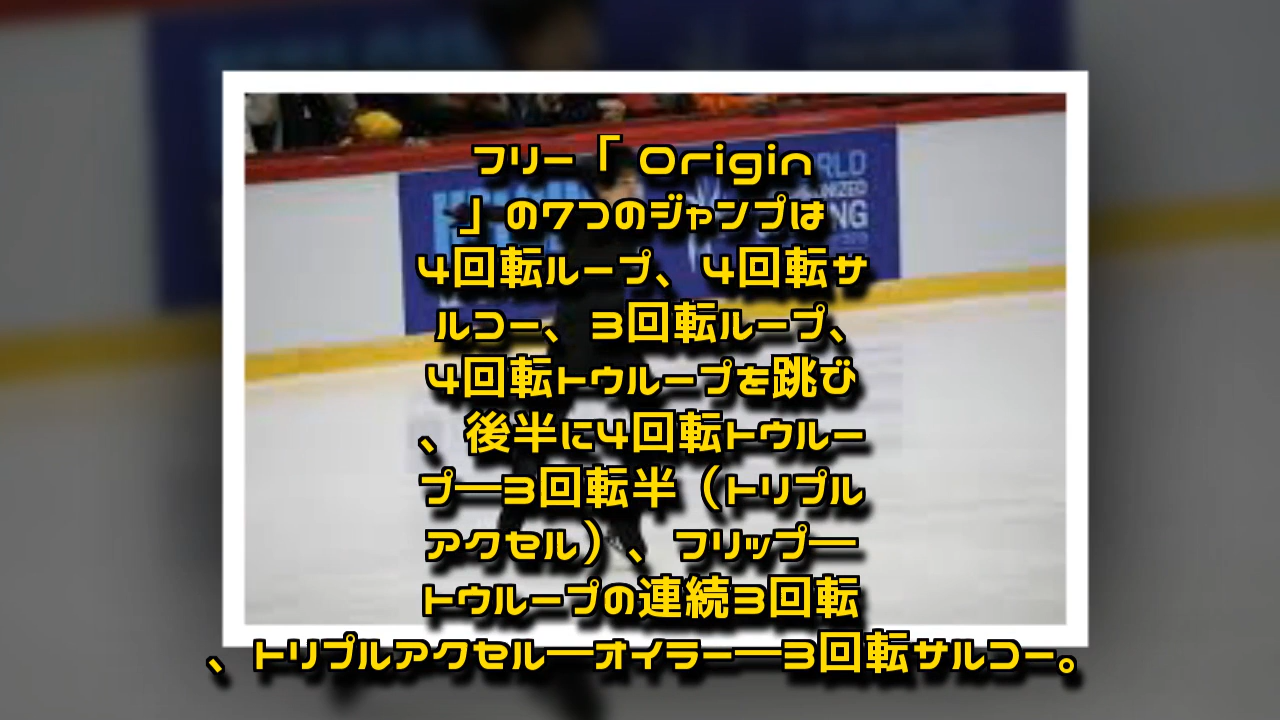 フリー「 Origin
」の7つのジャンプは
4回転ループ、4回転サ
ルコー、3回転ループ、
4回転トウループを跳び
、後半に4回転トウルー
プ―3回転半（トリプル
アクセル）、フリップ―
トウループの連続3回転
、トリプルアクセル―オイラー―3回転サルコー。